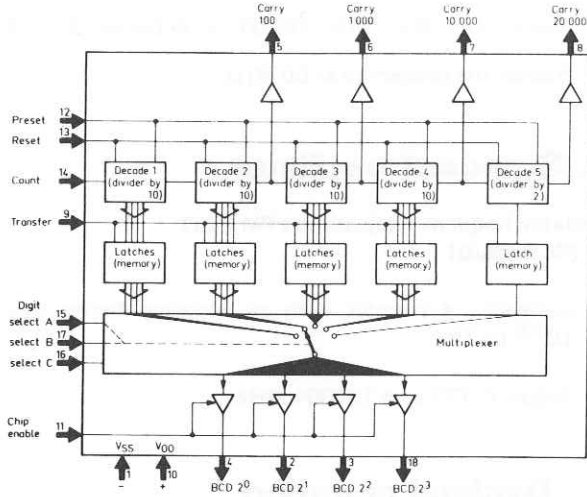 Carry 100
Carry 1000
Carry 10 000
Carry 20 000
5
6
7
8
Preset 12
Reset 13
Count 14
Transfer 9
Decade 1 (divider by 10)
Decade 2 (divider by 10)
Decade 3 (divider by 10)
Decade 4 (divider by 10)
Decade 5 (divider by 2)
Latches (memory)
Latches (memory)
Latches (memory)
Latches (memory)
Latch (memory)
Digit
select A 15
select B 17
select C 16
Multiplexer
Chip enable 11
VSS
VDD
1
10
4
2
3
18
−
+
BCD 2⁰
BCD 2¹
BCD 2²
BCD 2³